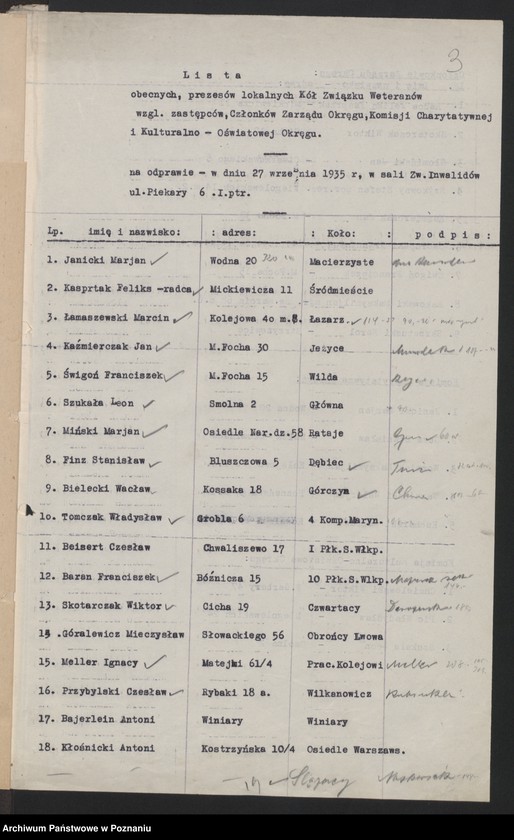 3
Lista
obecnych, prezesów lokalnych Kół Związku Weteranów
wzgl. zastępców,Członków Zarządu Okręgu,Komisji Charytatywnej
i Kulturalno - Oświatowej Okręgu.
na odprawie - w dniu 27 września 1935 r, w sali Zw.Inwalidów
ul.Piekary 6 .I.ptr.
Lp. imię i nazwisko: : adres: : Koło: : podpis:
1. Janicki Marjan Wodna 20 Macierzyste
2. Kasprtak Feliks -radca Mickiewicza 11 Śródmieście
3. Łamaszewski Marcin Kolejowa 4o m.8. Łazarz.
4. Kaźmierczak Jan M.Focha 30 Jeżyce
5. Świgoń Franciszek M.Focha 15 Wilda
6. Szukała Leon Smolna 2 Główna
7. Miński Marjan Osiedle Nar.dz.58 Rataje
8. Finz Stanisław Bluszczowa 5 Dębiec
9. Bielecki Wacław Kossaka 18 Górczyn
1o. Tomczak Władysław Grobla 6 4 Komp.Maryn.
11. Beisert Czesław Chwaliszewo 17 I Płk.S.Wlkp.
12. Baran Franciszek Bóżnicza 15 10 Płk.S.Wlkp.
13. Skotarczak Wiktor Cicha 19 Czwartacy
14 .Góralewicz Mieczysław Słowackiego 56 Obrońcy Lwowa
15. Meller Ignacy Matejki 61/4 Prac.Kolejowi Meller
16. Przybylski Czesław Rybaki 18 a. Wilkanowicz
17. Bajerlein Antoni Winiary Winiary
18. Kłośnicki Antoni Kostrzyńska 10/4 Osiedle Warszaws.
Archiwum Państwowe w Poznaniu